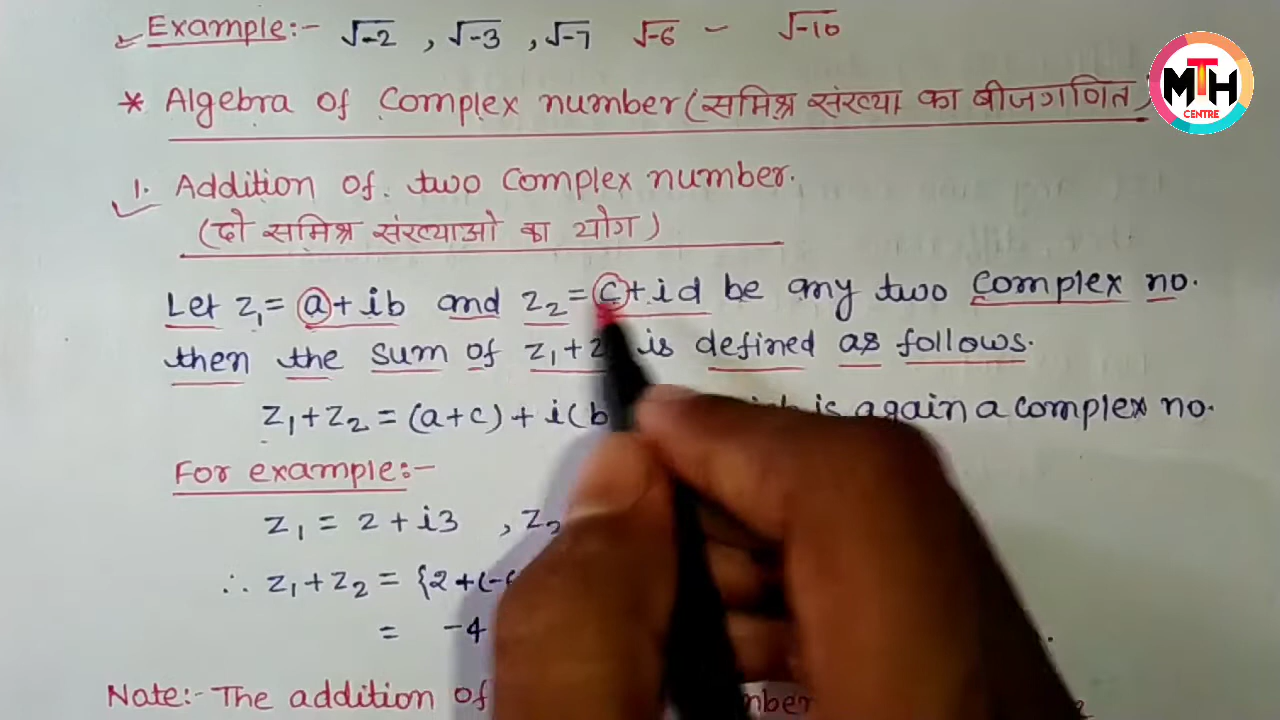 Example:- √-2 , √-3 , √-7 √-6 - √-10
* Algebra of Complex number (समिश्र संख्या का बीजगणित)
1. Addition of two complex number.
(दो समिश्र संख्याओ का योग)
Let z₁ = a + ib and z₂ = c + id be any two complex no.
then the sum of z₁ + z is defined as follows.
z₁ + z₂ = (a+c) + i(b is again a complex no.
For example:-
z₁ = 2 + i3 , z₂
∴ z₁ + z₂ = {2+(-
= -4
Note:- The addition of
MTH
CENTRE